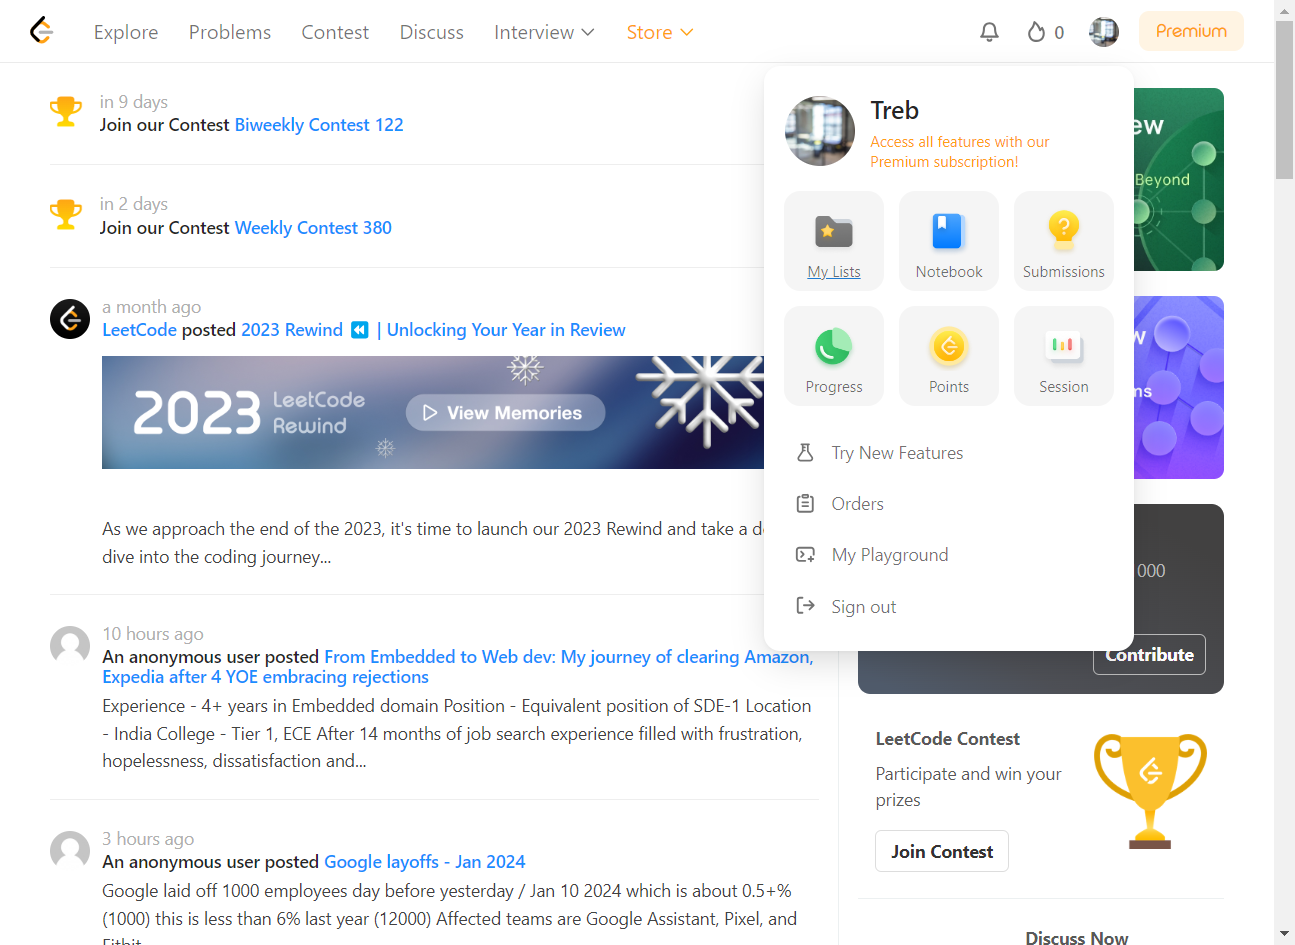 Explore Problems Contest Discuss Interview Store 0 Premium
in 9 days
Join our Contest Biweekly Contest 122
in 2 days
Join our Contest Weekly Contest 380
a month ago
LeetCode posted 2023 Rewind ⏪ | Unlocking Your Year in Review
2023 LeetCode Rewind
View Memories
As we approach the end of the 2023, it's time to launch our 2023 Rewind and take a d
dive into the coding journey...
10 hours ago
An anonymous user posted From Embedded to Web dev: My journey of clearing Amazon,
Expedia after 4 YOE embracing rejections
Experience - 4+ years in Embedded domain Position - Equivalent position of SDE-1 Location
- India College - Tier 1, ECE After 14 months of job search experience filled with frustration,
hopelessness, dissatisfaction and...
3 hours ago
An anonymous user posted Google layoffs - Jan 2024
Google laid off 1000 employees day before yesterday / Jan 10 2024 which is about 0.5+%
(1000) this is less than 6% last year (12000) Affected teams are Google Assistant, Pixel, and
Fitbit
Treb
Access all features with our
Premium subscription!
My Lists Notebook Submissions
Progress Points Session
Try New Features
Orders
My Playground
Sign out
ew
Beyond
w
ms
000
Contribute
LeetCode Contest
Participate and win your
prizes
Join Contest
Discuss Now